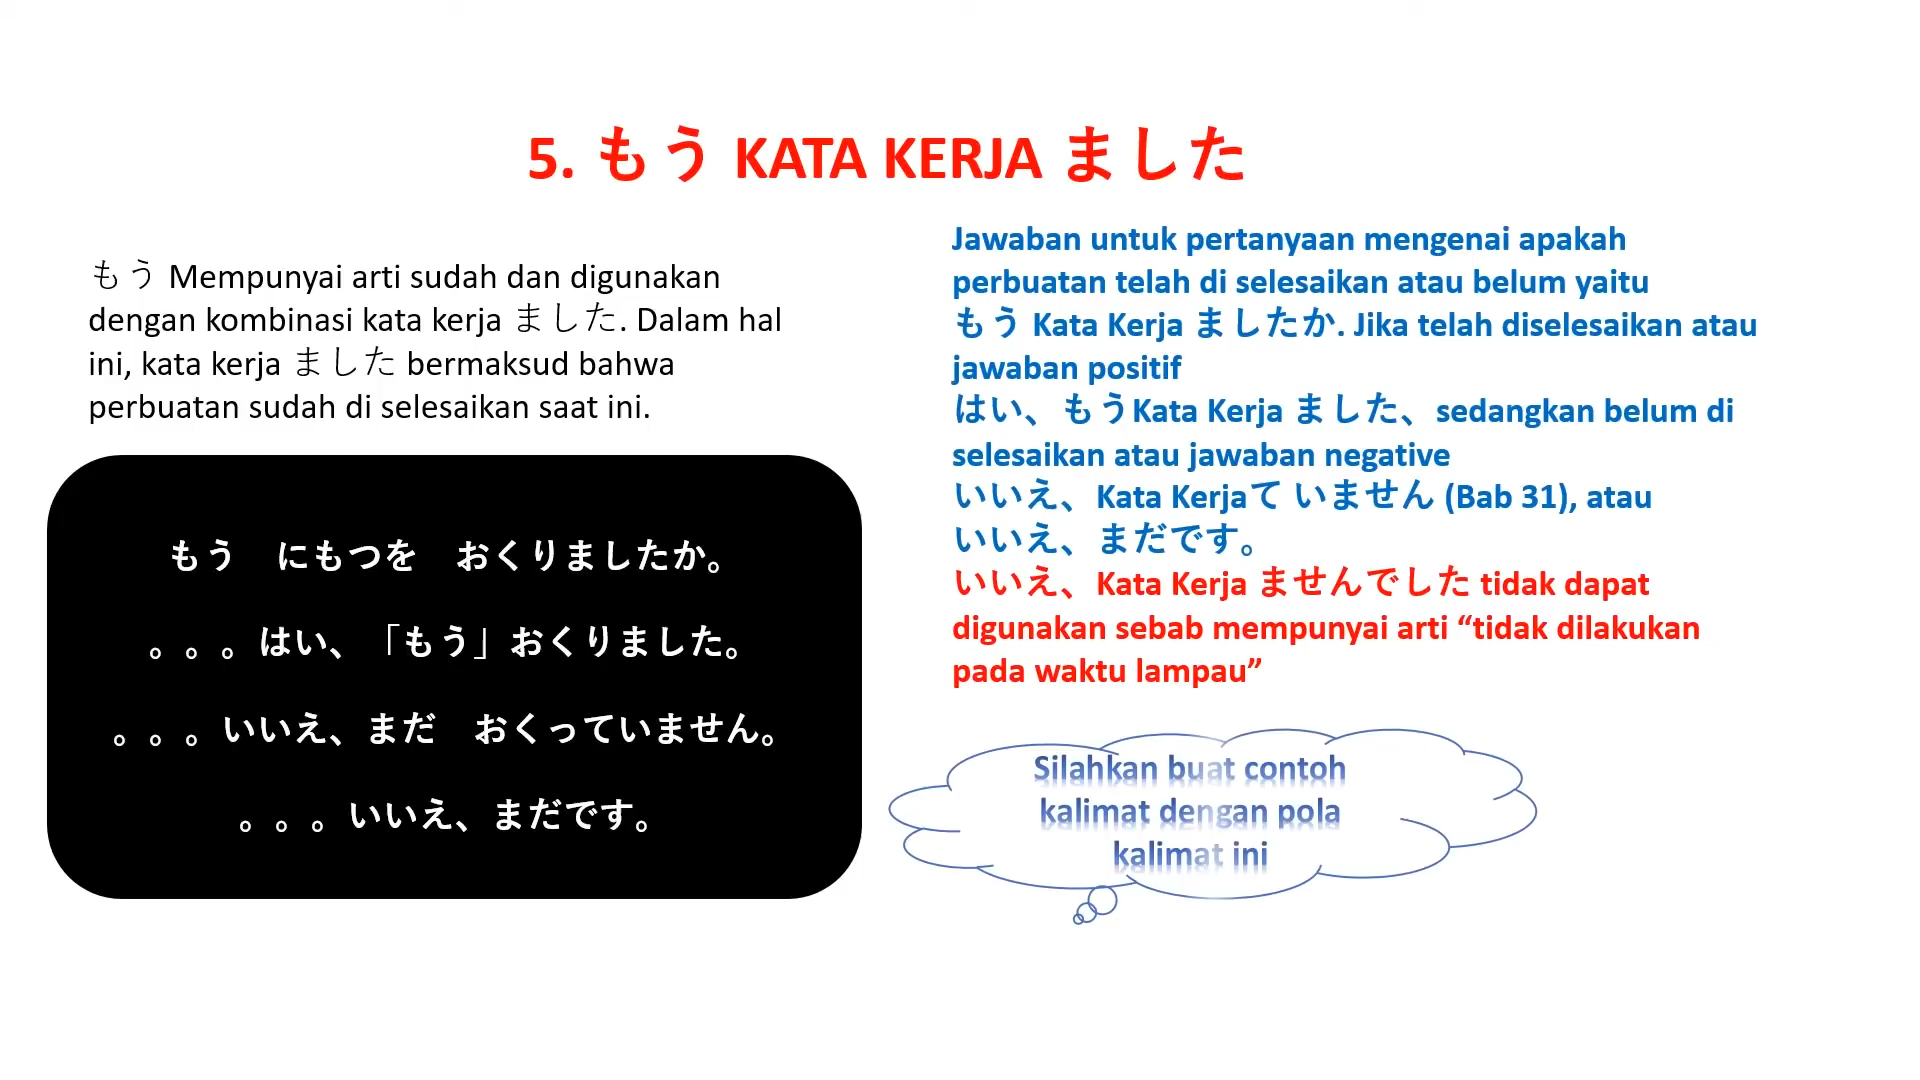 5. もう KATA KERJA ました
もう Mempunyai arti sudah dan digunakan
dengan kombinasi kata kerja ました. Dalam hal
ini, kata kerja ました bermaksud bahwa
perbuatan sudah di selesaikan saat ini.
もう　にもつを　おくりましたか。
。。。はい、「もう」おくりました。
。。。いいえ、まだ　おくっていません。
。。。いいえ、まだです。
Jawaban untuk pertanyaan mengenai apakah
perbuatan telah di selesaikan atau belum yaitu
もう Kata Kerja ましたか. Jika telah diselesaikan atau
jawaban positif
はい、もうKata Kerja ました、sedangkan belum di
selesaikan atau jawaban negative
いいえ、Kata Kerjaて いません (Bab 31), atau
いいえ、まだです。
いいえ、Kata Kerja ませんでした tidak dapat
digunakan sebab mempunyai arti “tidak dilakukan
pada waktu lampau”
Silahkan buat contoh
kalimat dengan pola
kalimat ini